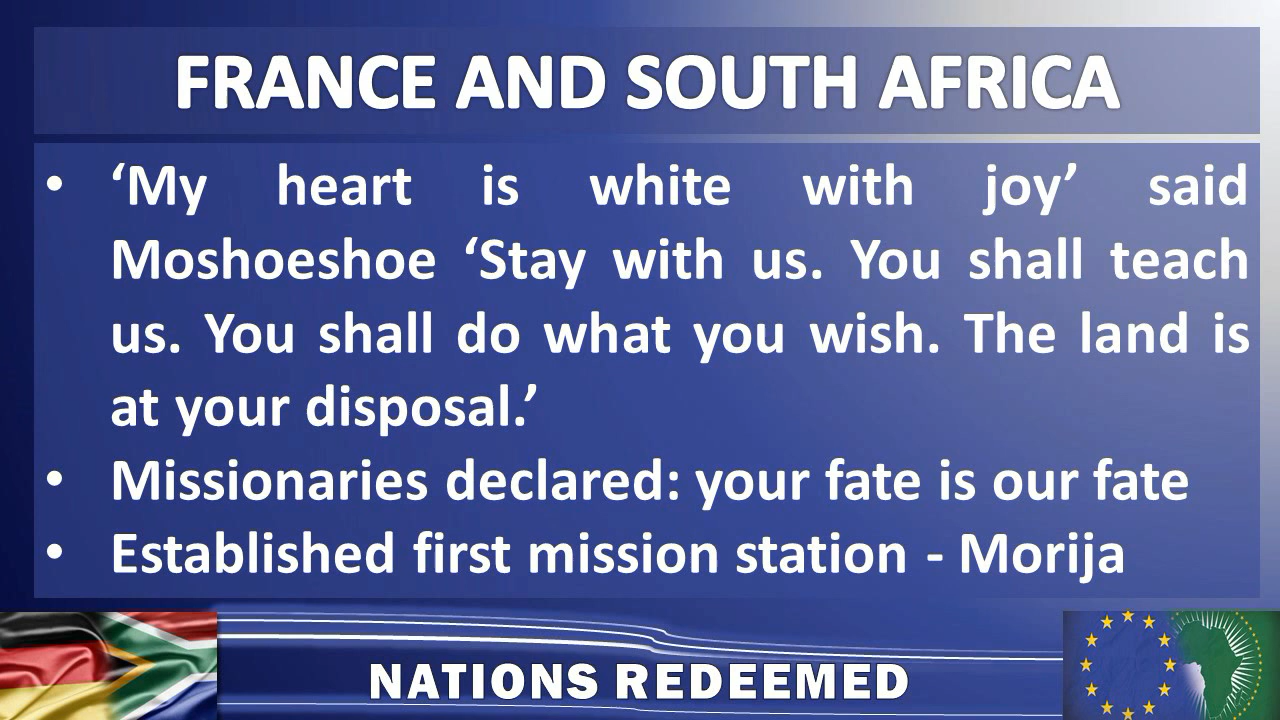 FRANCE AND SOUTH AFRICA
• ‘My heart is white with joy’ said
Moshoeshoe ‘Stay with us. You shall teach
us. You shall do what you wish. The land is
at your disposal.’
• Missionaries declared: your fate is our fate
• Established first mission station - Morija
NATIONS REDEEMED